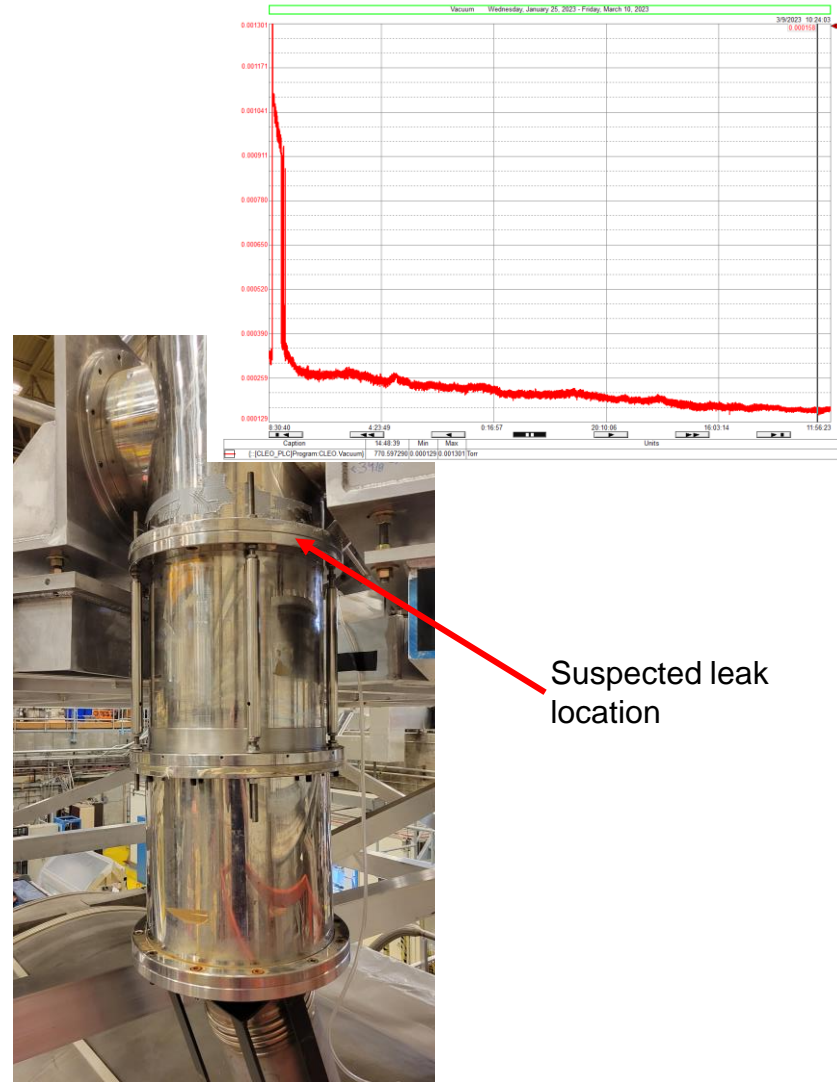 Vacuum Wednesday, January 25, 2023 - Friday, March 10, 2023
3/9/2023 10:24:03
0.000158
0.001301
0.001171
0.001041
0.000911
0.000780
0.000650
0.000520
0.000390
0.000259
0.000129
8:30:40 4:23:49 0:16:57 20:10:06 16:03:14 11:56:23
Caption 14:48:39 Min Max Units
[::[CLEO_PLC]Program:CLEO.Vacuum] 770.597290 0.000129 0.001301 Torr
Suspected leak
location